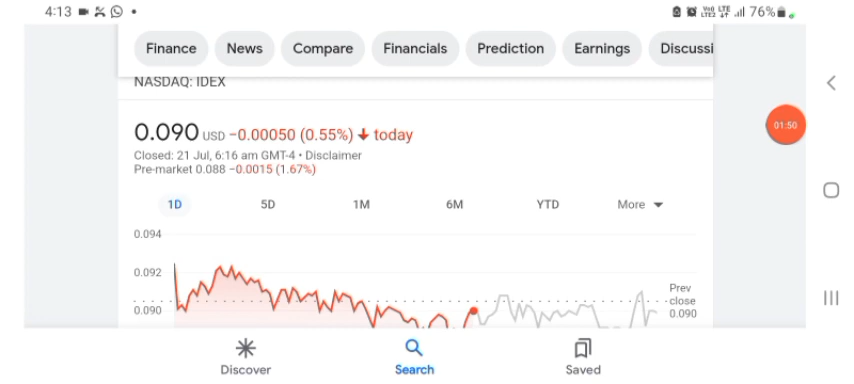 4:13 76%
Finance News Compare Financials Prediction Earnings Discussi
NASDAQ: IDEX
0.090 USD −0.00050 (0.55%) today
Closed: 21 Jul, 6:16 am GMT-4 • Disclaimer
Pre-market 0.088 −0.0015 (1.67%)
01:50
1D 5D 1M 6M YTD More
0.094
0.092
0.090
Prev
close
0.090
Discover Search Saved